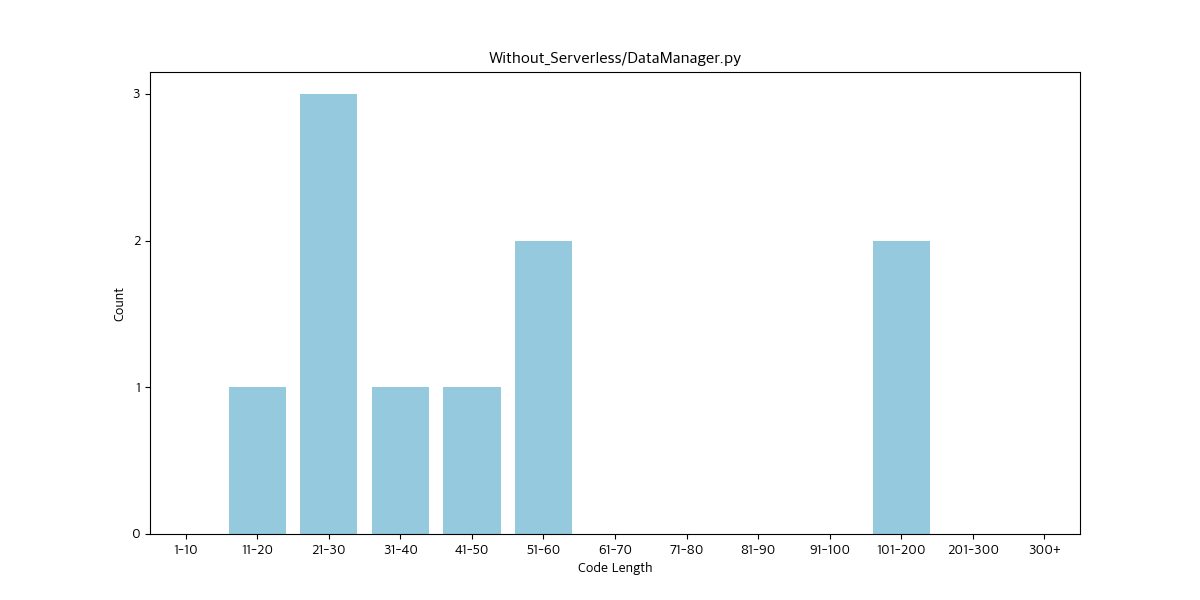 Without_Serverless/DataManager.py
3
2
1
0
Count
1-10 11-20 21-30 31-40 41-50 51-60 61-70 71-80 81-90 91-100 101-200 201-300 300+
Code Length